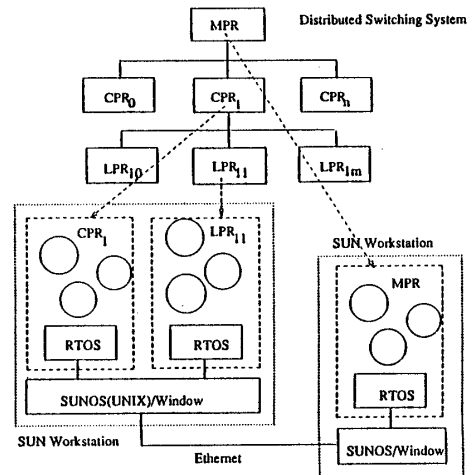 MPR
Distributed Switching System
CPR0
CPR1
CPRn
LPR10
LPR11
LPR1m
CPR1
LPR11
SUN Workstation
MPR
RTOS
RTOS
RTOS
SUNOS(UNIX)/Window
SUN Workstation
SUNOS/Window
Ethernet